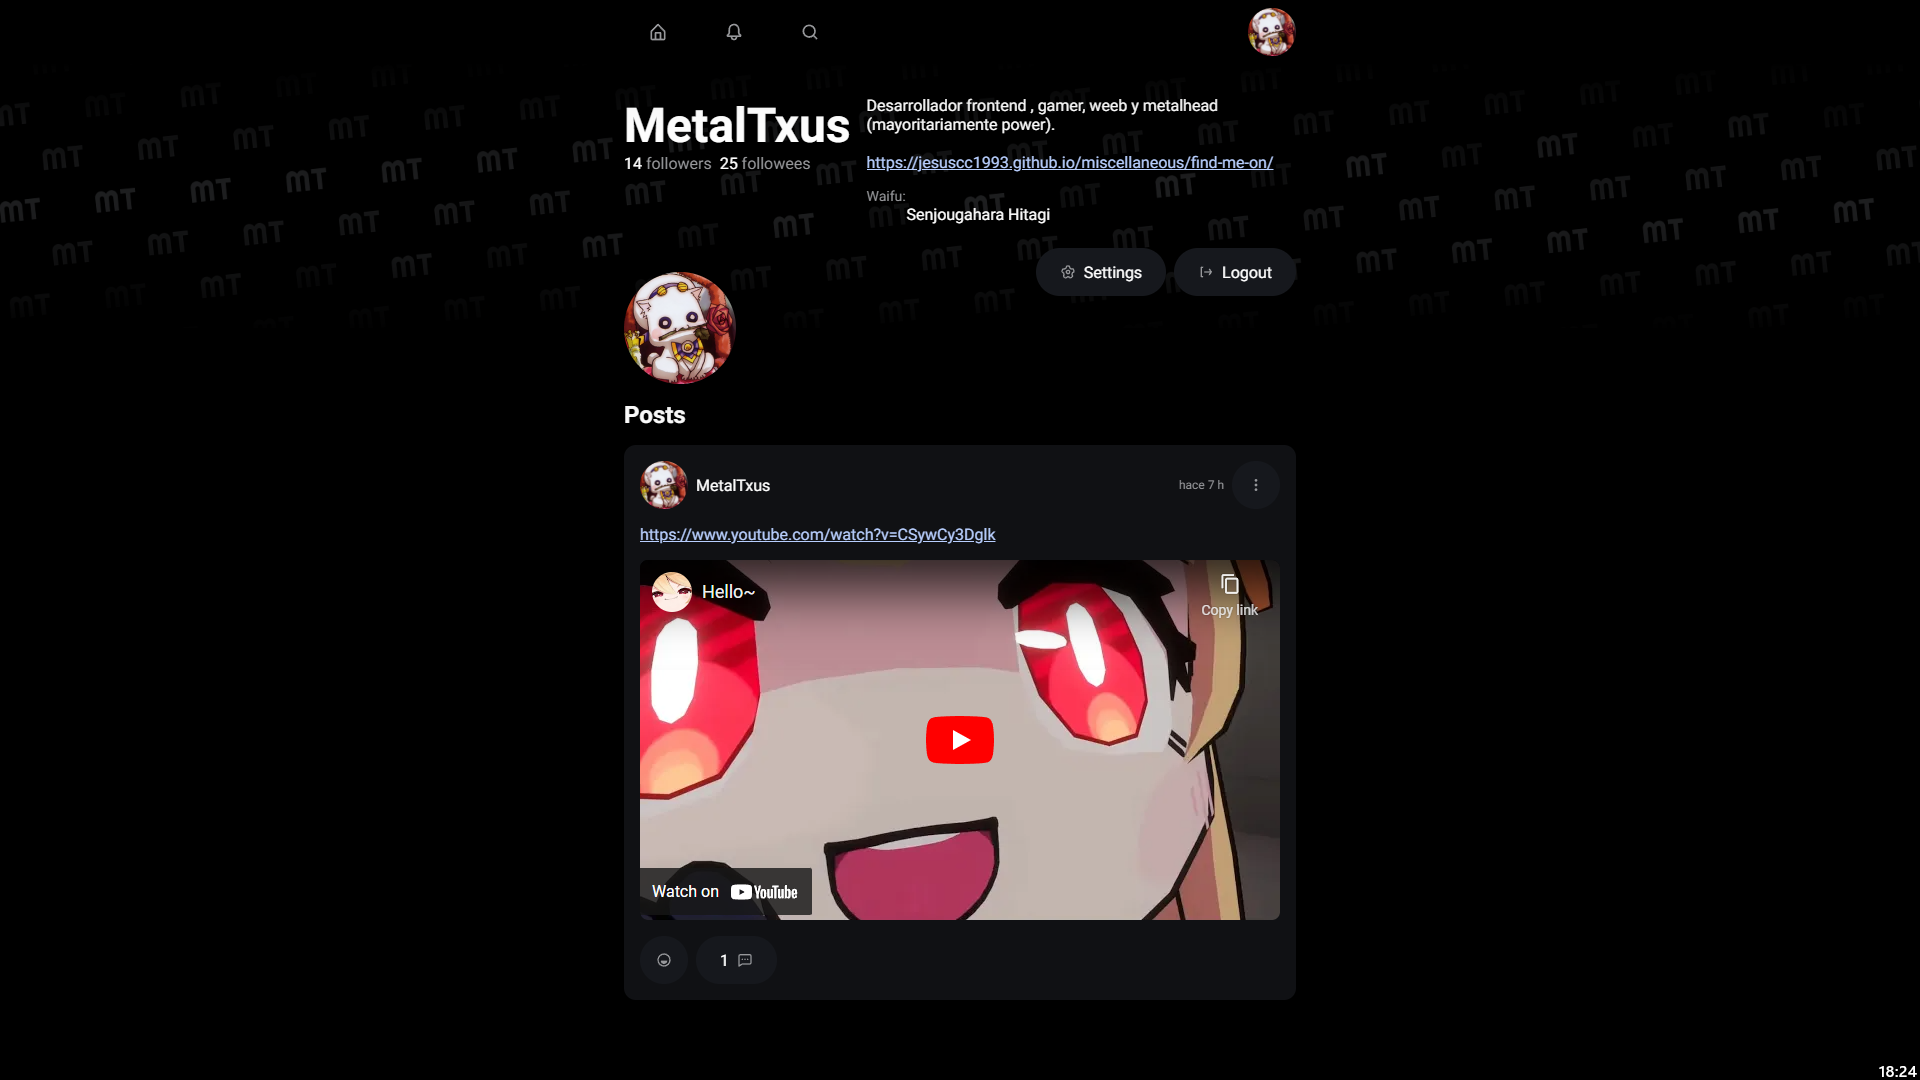 MetalTxus
14 followers 25 followees
Desarrollador frontend , gamer, weeb y metalhead
(mayoritariamente power).
https://jesuscc1993.github.io/miscellaneous/find-me-on/
Waifu:
Senjougahara Hitagi
Settings
Logout
Posts
MetalTxus
hace 7 h
https://www.youtube.com/watch?v=CSywCy3Dglk
Hello~
Copy link
Watch on YouTube
1
18:24